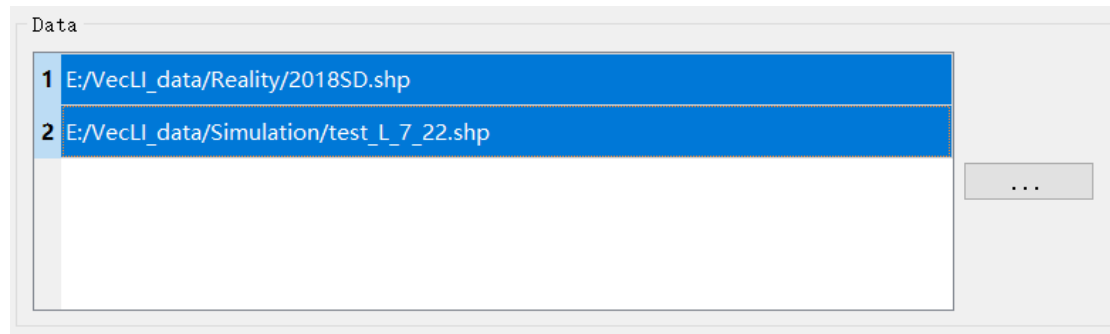 Data
1 E:/VecLI_data/Reality/2018SD.shp
2 E:/VecLI_data/Simulation/test_L_7_22.shp
...